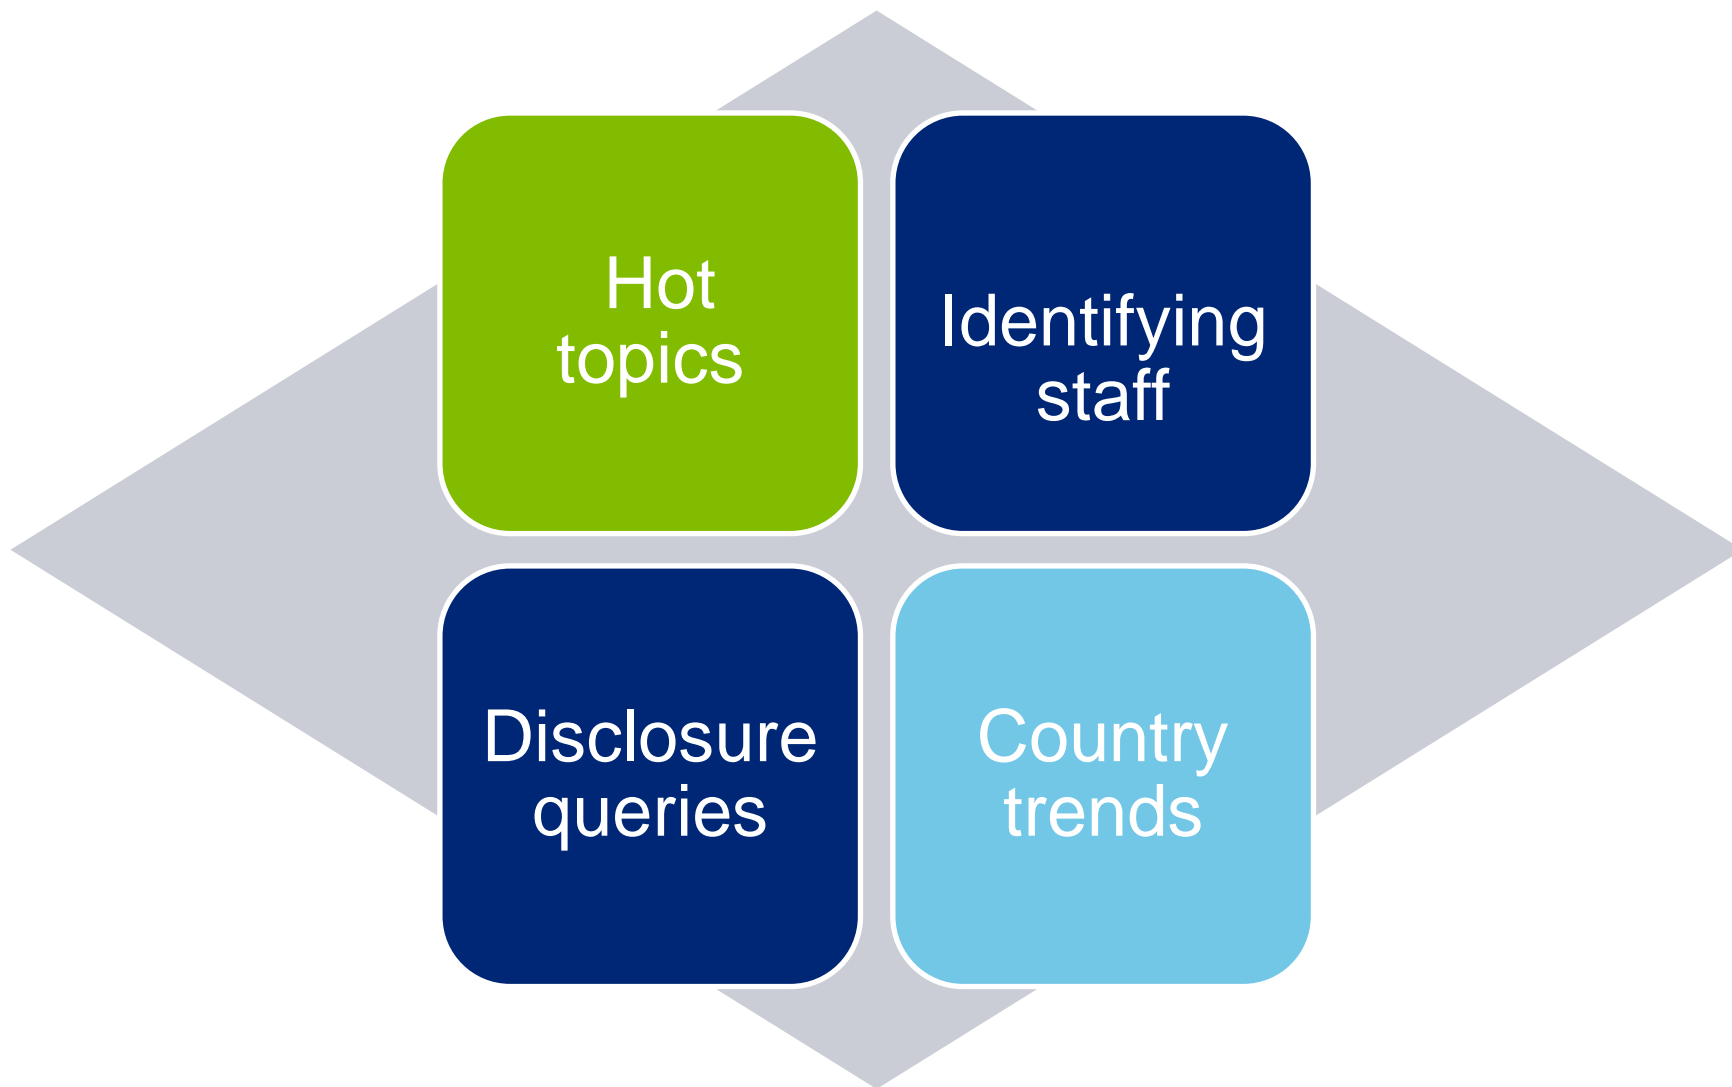 Hot
topics
Identifying
staff
Disclosure
queries
Country
trends